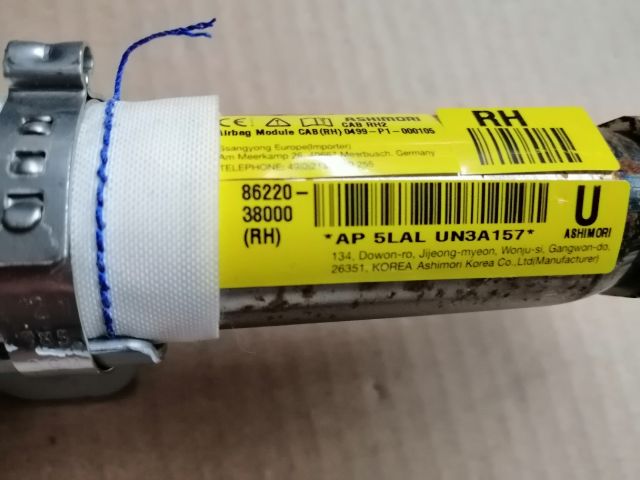 CE ASHIMORI
CAB RH2
Airbag Module CAB(RH) 0499-P1-000105
Ssangyong Europe(Importer)
Am Meerkamp 26, Meerbusch, Germany
TELEPHONE:
RH
86220-
38000
(RH)
*AP 5LAL UN3A157*
U
ASHIMORI
134, Dowon-ro, Jijeong-myeon, Wonju-si, Gangwon-do,
26351, KOREA Ashimori Korea Co.,Ltd(Manufacturer)